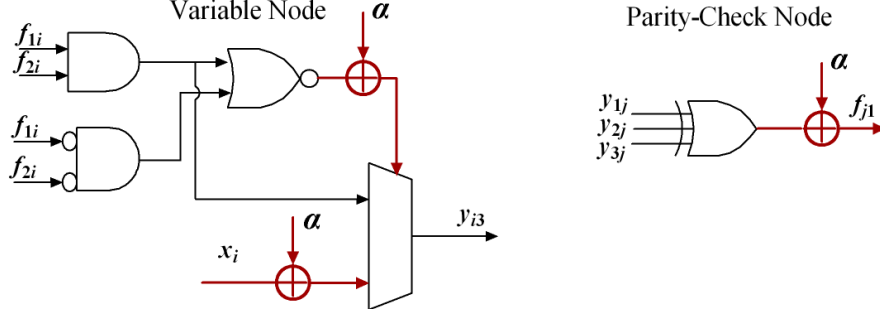 Variable Node
α
f1i
f2i
f1i
f2i
α
xi
yi3
Parity-Check Node
α
y1j
y2j
y3j
fj1